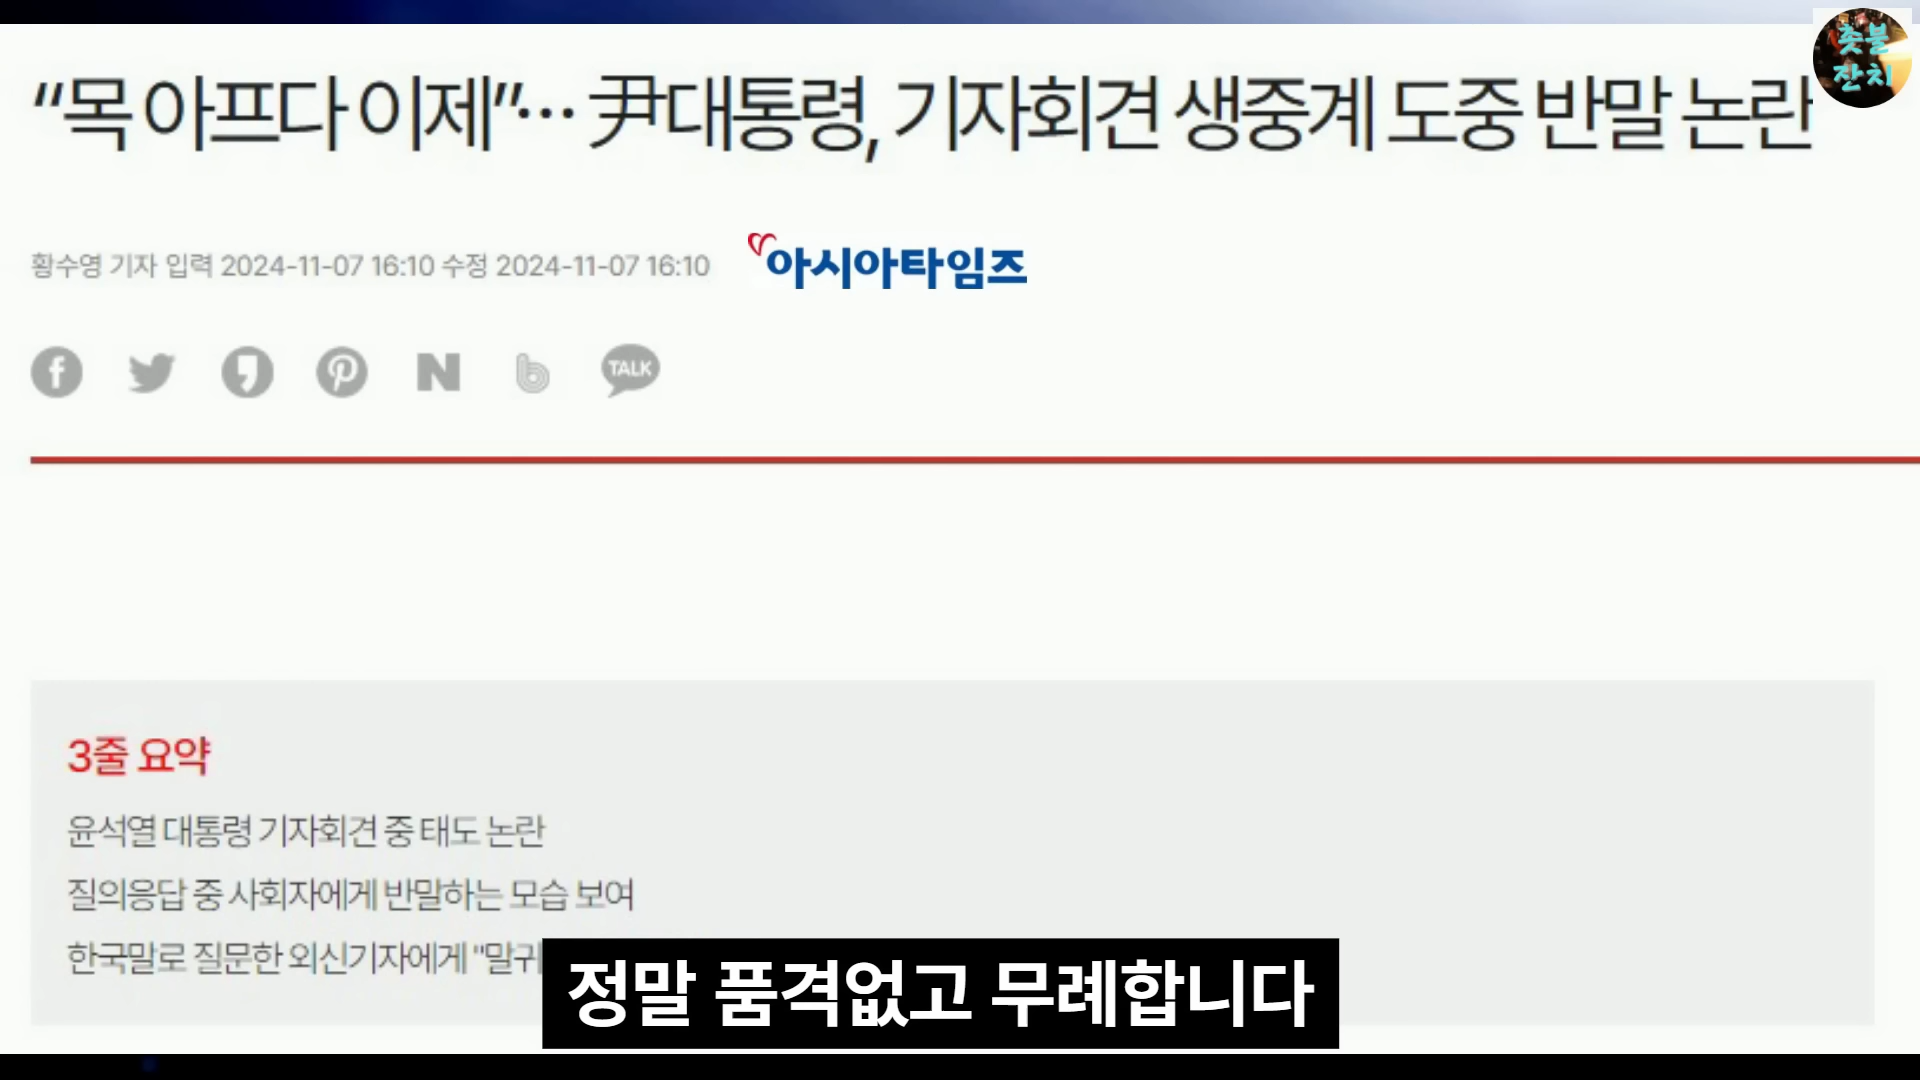 “목 아프다 이제”… 尹대통령, 기자회견 생중계 도중 반말 논란
촛불
잔치
황수영 기자 입력 2024-11-07 16:10 수정 2024-11-07 16:10
아시아타임즈
TALK
3줄 요약
윤석열 대통령 기자회견 중 태도 논란
질의응답 중 사회자에게 반말하는 모습 보여
한국말로 질문한 외신기자에게 "말귀
정말 품격없고 무례합니다